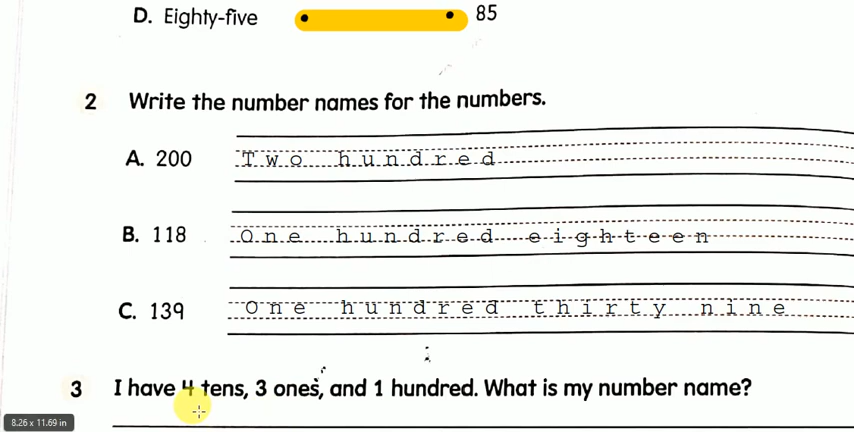 D. Eighty-five 85
2 Write the number names for the numbers.
A. 200 Two hundred
B. 118 One hundred eighteen
C. 139 One hundred thirty nine
3 I have 4 tens, 3 ones, and 1 hundred. What is my number name?
8.26 x 11.69 in